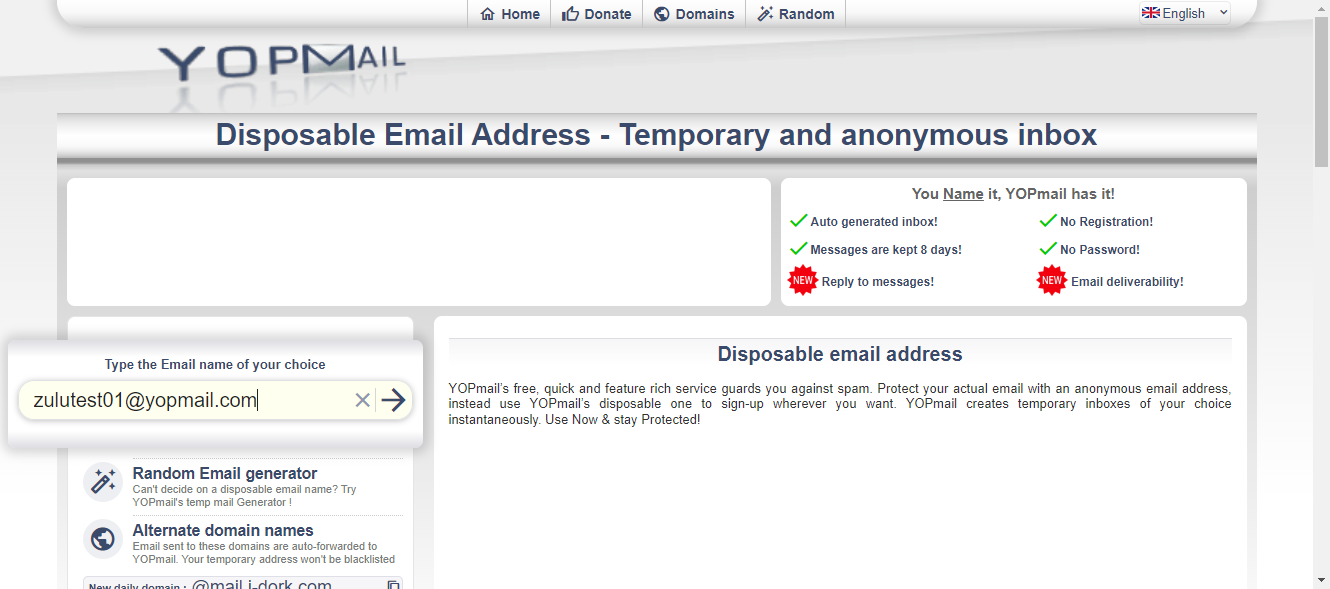 Home Donate Domains Random English
YOPMAIL
Disposable Email Address - Temporary and anonymous inbox
You Name it, YOPmail has it!
Auto generated inbox! No Registration!
Messages are kept 8 days! No Password!
NEW Reply to messages! NEW Email deliverability!
Type the Email name of your choice
zulutest01@yopmail.com
Random Email generator
Can't decide on a disposable email name? Try
YOPmail's temp mail Generator !
Alternate domain names
Email sent to these domains are auto-forwarded to
YOPmail. Your temporary address won't be blacklisted
New daily domain : @mail.i-dork.com
Disposable email address
YOPmail's free, quick and feature rich service guards you against spam. Protect your actual email with an anonymous email address,
instead use YOPmail's disposable one to sign-up wherever you want. YOPmail creates temporary inboxes of your choice
instantaneously. Use Now & stay Protected!